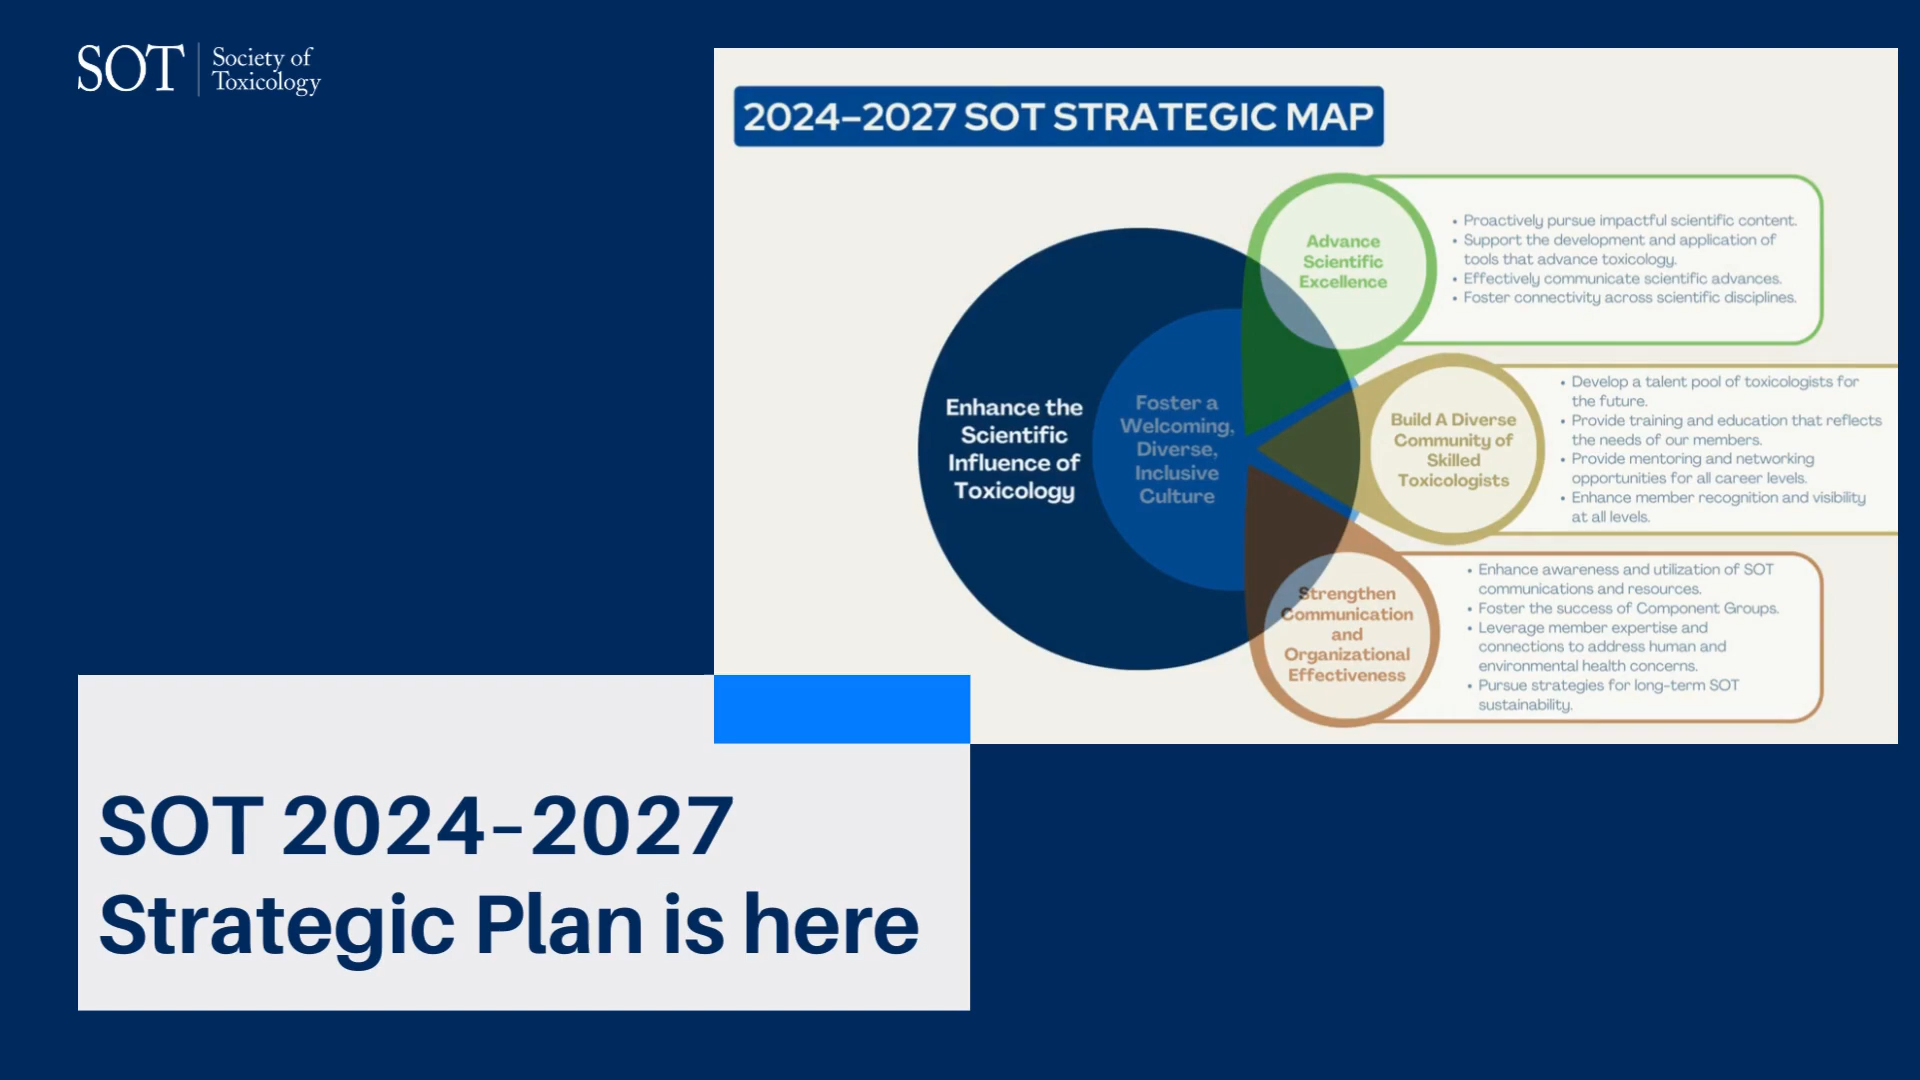 SOT
Society of
Toxicology
2024–2027 SOT STRATEGIC MAP
Enhance the
Scientific
Influence of
Toxicology
Foster a
Welcoming,
Diverse,
Inclusive
Culture
Advance
Scientific
Excellence
• Proactively pursue impactful scientific content.
• Support the development and application of
tools that advance toxicology.
• Effectively communicate scientific advances.
• Foster connectivity across scientific disciplines.
Build A Diverse
Community of
Skilled
Toxicologists
• Develop a talent pool of toxicologists for
the future.
• Provide training and education that reflects
the needs of our members.
• Provide mentoring and networking
opportunities for all career levels.
• Enhance member recognition and visibility
at all levels.
Strengthen
Communication
and
Organizational
Effectiveness
• Enhance awareness and utilization of SOT
communications and resources.
• Foster the success of Component Groups.
• Leverage member expertise and
connections to address human and
environmental health concerns.
• Pursue strategies for long-term SOT
sustainability.
SOT 2024–2027
Strategic Plan is here